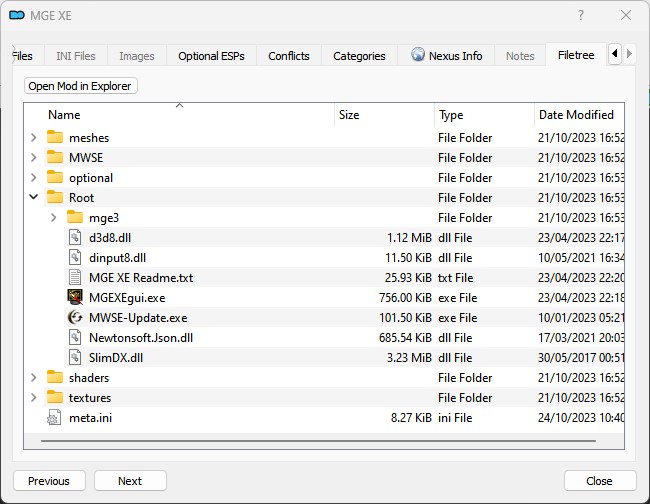 MGE XE ?
Files INI Files Images Optional ESPs Conflicts Categories Nexus Info Notes Filetree
Open Mod in Explorer
Name Size Type Date Modified
meshes File Folder 21/10/2023 16:52
MWSE File Folder 21/10/2023 16:52
optional File Folder 21/10/2023 16:53
Root File Folder 21/10/2023 16:53
mge3 File Folder 21/10/2023 16:53
d3d8.dll 1.12 MiB dll File 23/04/2023 22:17
dinput8.dll 11.50 KiB dll File 10/05/2021 16:34
MGE XE Readme.txt 25.93 KiB txt File 23/04/2023 22:20
MGEXEgui.exe 756.00 KiB exe File 23/04/2023 22:18
MWSE-Update.exe 101.50 KiB exe File 10/01/2023 05:21
Newtonsoft.Json.dll 685.54 KiB dll File 17/03/2021 20:03
SlimDX.dll 3.23 MiB dll File 30/05/2017 00:51
shaders File Folder 21/10/2023 16:52
textures File Folder 21/10/2023 16:52
meta.ini 8.27 KiB ini File 24/10/2023 10:40
Previous Next Close